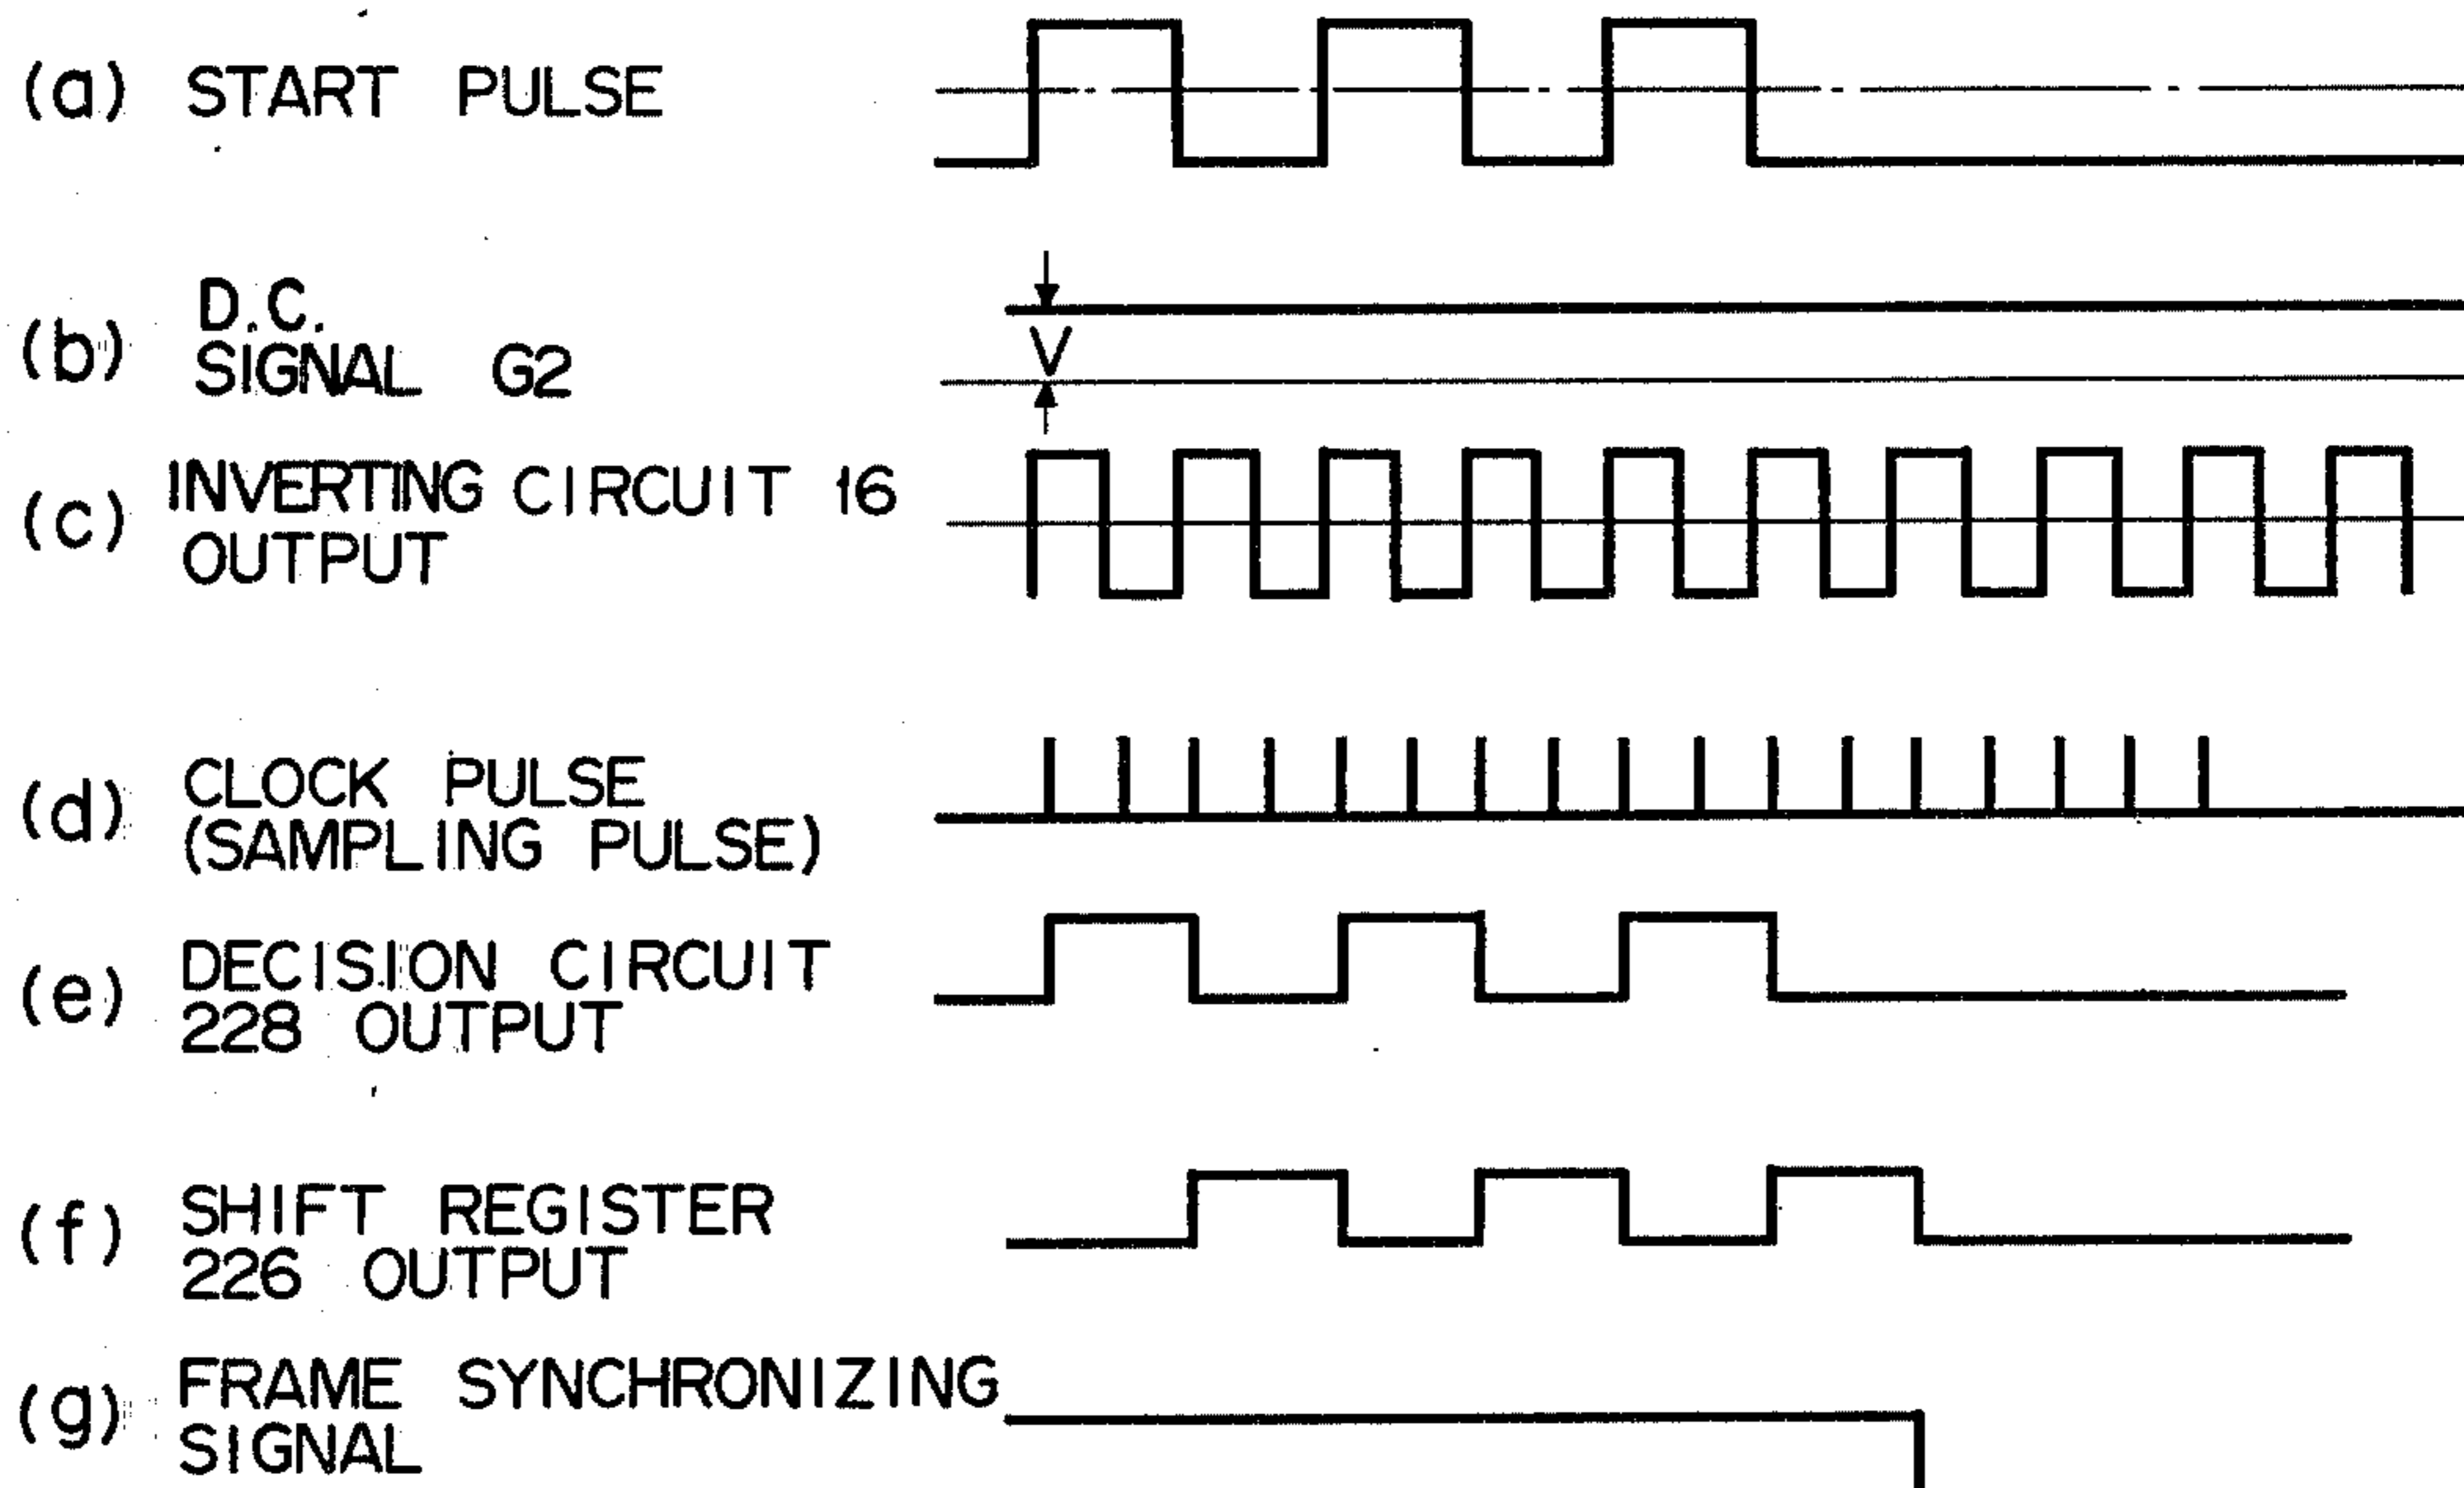 (a) START PULSE
(b) D.C.
SIGNAL G2
V
(c) INVERTING CIRCUIT 16
OUTPUT
(d) CLOCK PULSE
(SAMPLING PULSE)
(e) DECISION CIRCUIT
228 OUTPUT
(f) SHIFT REGISTER
226 OUTPUT
(g) FRAME SYNCHRONIZING
SIGNAL